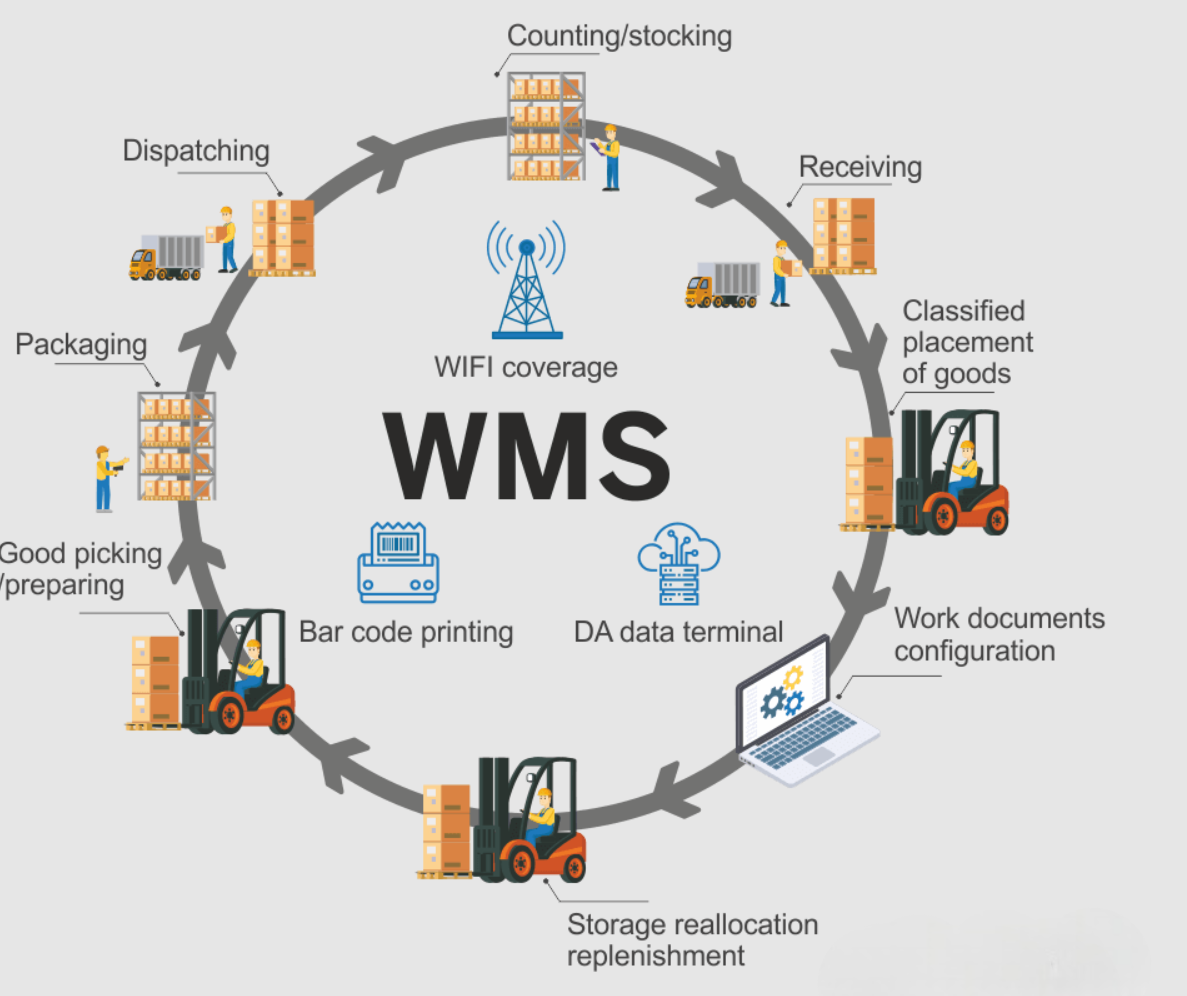 Counting/stocking
Dispatching
Receiving
Classified
placement
of goods
Packaging
WIFI coverage
WMS
Good picking
/preparing
Bar code printing
DA data terminal
Work documents
configuration
Storage reallocation
replenishment